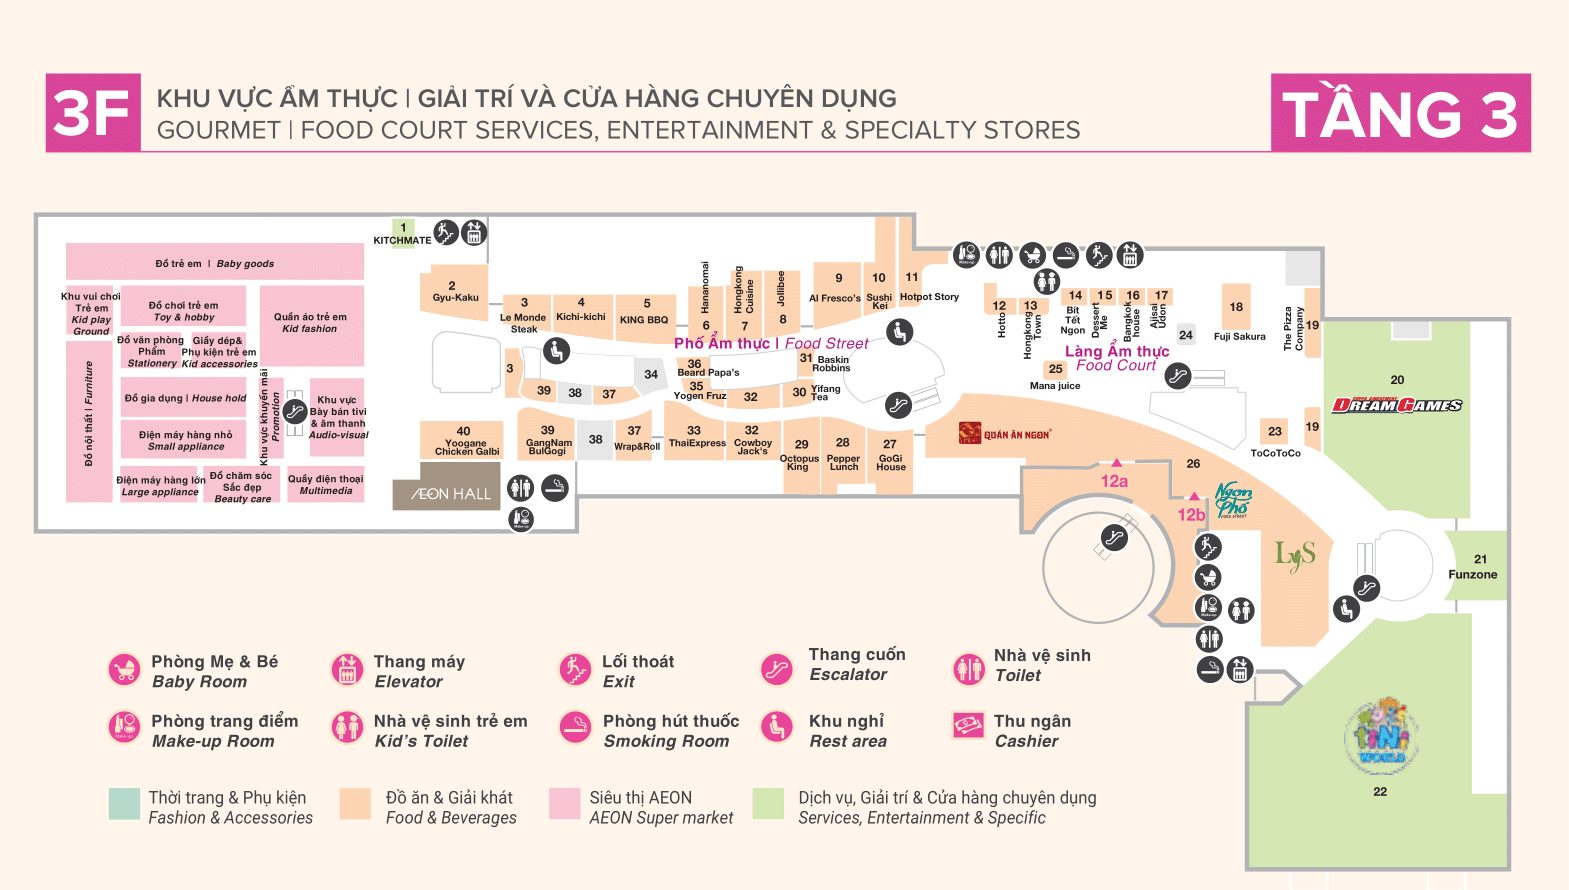 3F
KHU VỰC ẨM THỰC | GIẢI TRÍ VÀ CỬA HÀNG CHUYÊN DỤNG
GOURMET | FOOD COURT SERVICES, ENTERTAINMENT & SPECIALTY STORES
TẦNG 3
Đồ trẻ em | Baby goods
Khu vui chơi
Trẻ em
Kid play
Ground
Đồ chơi trẻ em
Toy & hobby
Quần áo trẻ em
Kid fashion
Đồ văn phòng
Phẩm
Stationery
Giầy dép&
Phụ kiện trẻ em
Kid accessories
Đồ nội thất | Furniture
Đồ gia dụng | House hold
Khu vực khuyến mãi
Promotion
Khu vực
Bày bán tivi
& âm thanh
Audio-visual
Điện máy hàng nhỏ
Small appliance
Điện máy hàng lớn
Large appliance
Đồ chăm sóc
Sắc đẹp
Beauty care
Quầy điện thoại
Multimedia
1
KITCHMATE
2
Gyu-Kaku
3
Le Monde
Steak
4
Kichi-kichi
5
KING BBQ
Hananomai
6
Hongkong
Cuisine
7
Jollibee
8
9
Al Fresco's
10
Sushi
Kei
11
Hotpot Story
Phố Ẩm thực | Food Street
3
39
38
37
34
36
Beard Papa's
35
Yogen Fruz
32
31
Baskin
Robbins
30
Yifang
Tea
40
Yoogane
Chicken Galbi
ÆON HALL
39
GangNam
BulGogi
38
37
Wrap&Roll
33
ThaiExpress
32
Cowboy
Jack's
29
Octopus
King
28
Pepper
Lunch
27
GoGi
House
Make-up
12
Hotto
13
Hongkong
Town
14
Bít
Tết
Ngon
15
Dessert
Me
16
Bangkok
house
17
Ajisai
Udon
24
18
Fuji Sakura
The Pizza
Company
19
Làng Ẩm thực
Food Court
25
Mana juice
23
ToCoToCo
19
20
SUPER AMUSEMENT
DREAM GAMES
QUÁN ĂN NGON
26
12a
12b
Ngon
Phố
FOOD STREET
LyS
21
Funzone
tiNi
WORLD
22
Make-up
Make-up
Phòng Mẹ & Bé
Baby Room
Thang máy
Elevator
Lối thoát
Exit
Thang cuốn
Escalator
Nhà vệ sinh
Toilet
Make-up
Phòng trang điểm
Make-up Room
Nhà vệ sinh trẻ em
Kid's Toilet
Phòng hút thuốc
Smoking Room
Khu nghỉ
Rest area
Thu ngân
Cashier
Thời trang & Phụ kiện
Fashion & Accessories
Đồ ăn & Giải khát
Food & Beverages
Siêu thị AEON
AEON Super market
Dịch vụ, Giải trí & Cửa hàng chuyên dụng
Services, Entertainment & Specific